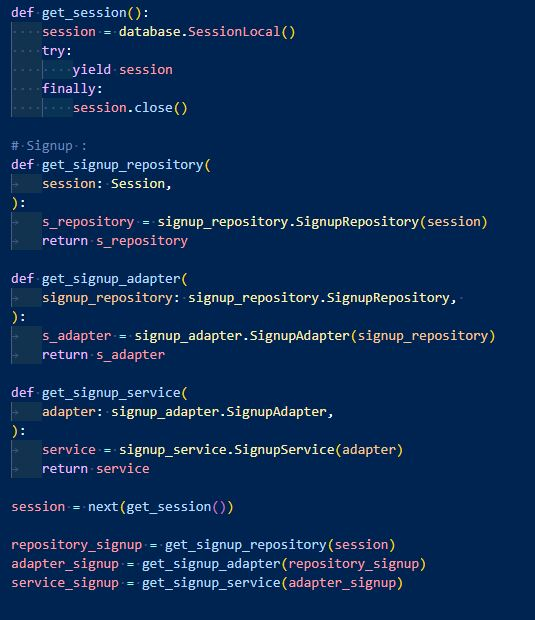 def get_session():
    session = database.SessionLocal()
    try:
        yield session
    finally:
        session.close()

# Signup :
def get_signup_repository(
    session: Session,
):
    s_repository = signup_repository.SignupRepository(session)
    return s_repository

def get_signup_adapter(
    signup_repository: signup_repository.SignupRepository,
):
    s_adapter = signup_adapter.SignupAdapter(signup_repository)
    return s_adapter

def get_signup_service(
    adapter: signup_adapter.SignupAdapter,
):
    service = signup_service.SignupService(adapter)
    return service

session = next(get_session())

repository_signup = get_signup_repository(session)
adapter_signup = get_signup_adapter(repository_signup)
service_signup = get_signup_service(adapter_signup)